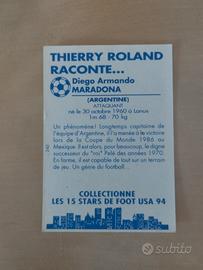 THIERRY ROLAND
RACONTE...
Diego Armando
MARADONA
(ARGENTINE)
ATTAQUANT
né le 30 octobre 1960 à Lanus
1m 68 - 70 kg
Un phénomène! Longtemps capitaine de
l'équipe d'Argentine, il l'a menée à la victoire
lors de la Coupe du Monde 1986 au
Mexique. Il est alors, pour beaucoup, le digne
successeur du "roi" Pelé des années 1970.
En forme, il est capable de tout sur un terrain
de jeu. Un génie du football...
COLLECTIONNE
LES 15 STARS DE FOOT USA 94
subito